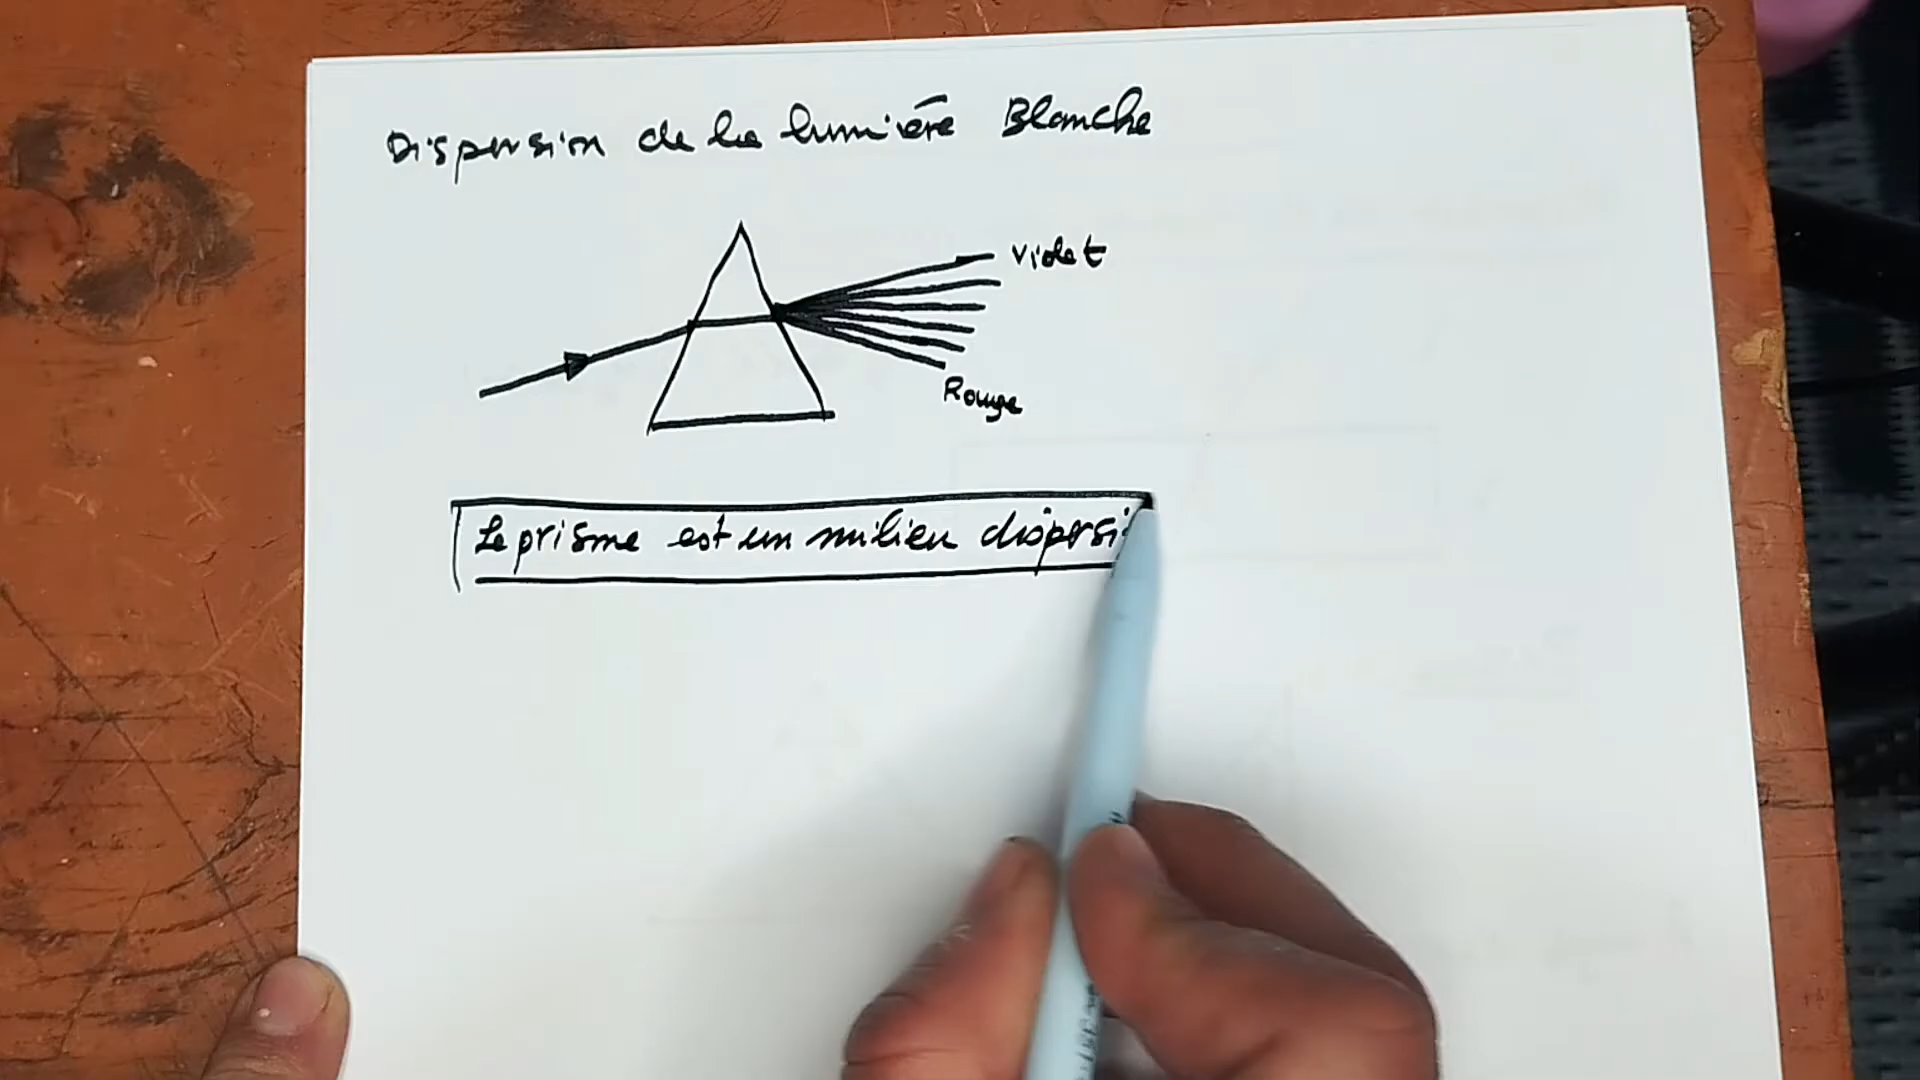 Dispersion de la lumière Blanche
Violet
Rouge
Le prisme est un milieu dispersi